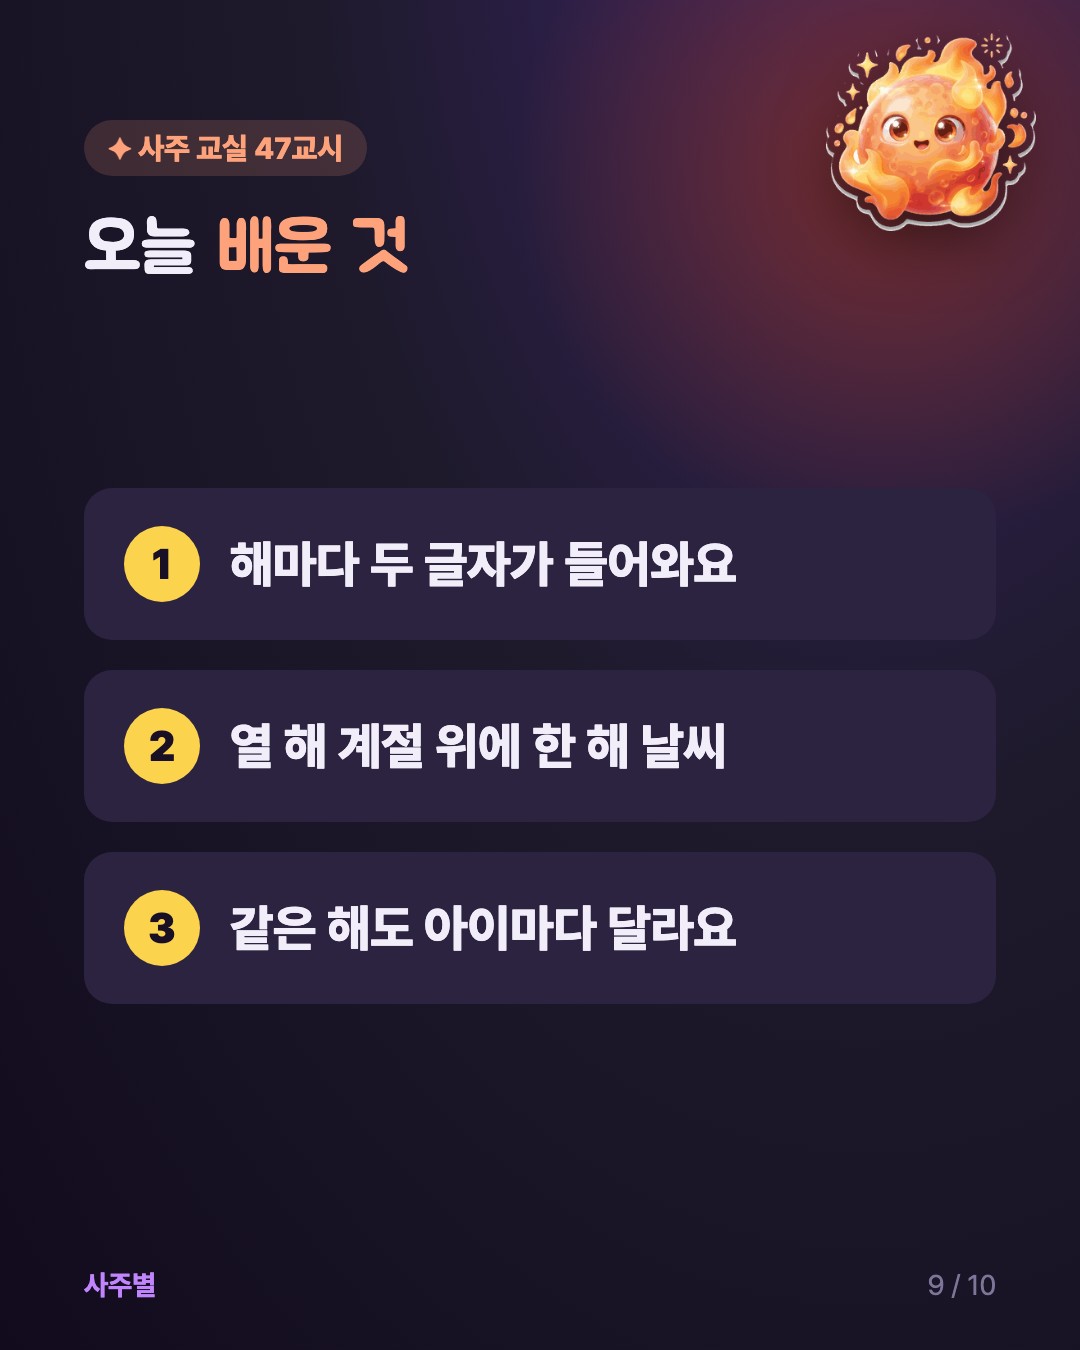 ✦ 사주 교실 47교시
오늘 배운 것
1 해마다 두 글자가 들어와요
2 열 해 계절 위에 한 해 날씨
3 같은 해도 아이마다 달라요
사주별
9 / 10